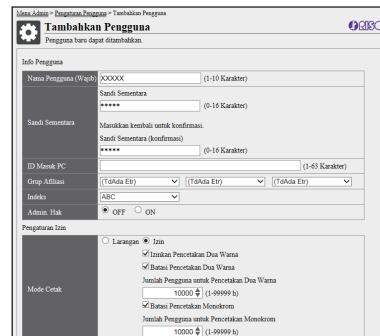 Menu Admin > Pengaturan Pengguna > Tambahkan Pengguna
Tambahkan Pengguna
RISO
Pengguna baru dapat ditambahkan.
Info Pengguna
Nama Pengguna (Wajib) XXXXX (1-10 Karakter)
Sandi Sementara
Sandi Sementara
***** (0-16 Karakter)
Masukkan kembali untuk konfirmasi.
Sandi Sementara (konfirmasi)
***** (0-16 Karakter)
ID Masuk PC (1-63 Karakter)
Grup Afiliasi (TdAda Etr) (TdAda Etr) (TdAda Etr)
Indeks ABC
Admin. Hak OFF ON
Pengaturan Izin
Mode Cetak
Larangan Izin
Izinkan Pencetakan Dua Warna
Batasi Pencetakan Dua Warna
Jumlah Pengguna untuk Pencetakan Dua Warna
10000 (1-99999 h)
Batasi Pencetakan Monokrom
Jumlah Pengguna untuk Pencetakan Monokrom
10000 (1-99999 h)